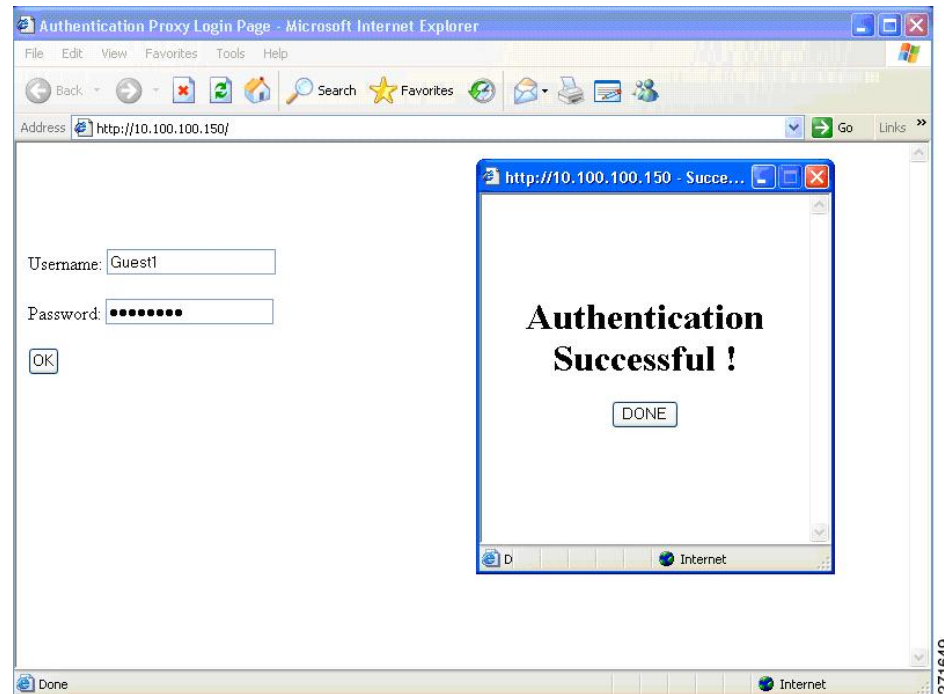 Authentication Proxy Login Page - Microsoft Internet Explorer
File Edit View Favorites Tools Help
Back Search Favorites
Address http://10.100.100.150/ Go Links »
http://10.100.100.150 - Succe...
Username: Guest1
Password: ●●●●●●●●
OK
Authentication
Successful !
DONE
D Internet
Done Internet
271649